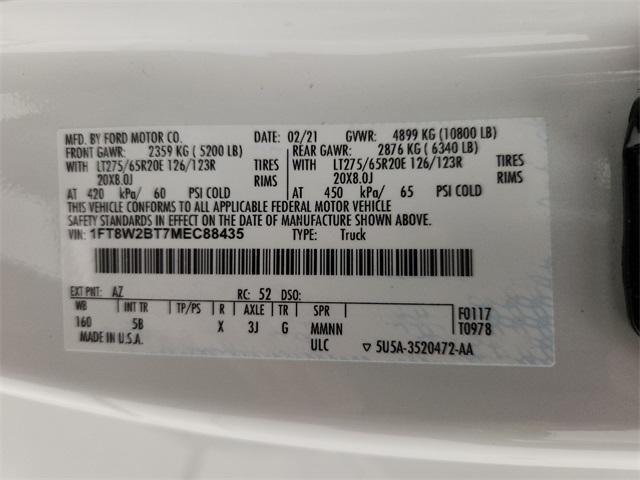 MFD. BY FORD MOTOR CO. DATE: 02/21 GVWR: 4899 KG (10800 LB)
FRONT GAWR: 2359 KG ( 5200 LB) REAR GAWR: 2876 KG ( 6340 LB)
WITH LT275/65R20E 126/123R TIRES WITH LT275/65R20E 126/123R TIRES
20X8.0J RIMS 20X8.0J RIMS
AT 420 kPa/ 60 PSI COLD AT 450 kPa/ 65 PSI COLD
THIS VEHICLE CONFORMS TO ALL APPLICABLE FEDERAL MOTOR VEHICLE
SAFETY STANDARDS IN EFFECT ON THE DATE OF MANUFACTURE SHOWN ABOVE.
VIN: 1FT8W2BT7MEC88435 TYPE: Truck
EXT PNT: AZ RC: 52 DSO:
WB INT TR TP/PS R AXLE TR SPR F0117
160 5B X 3J G MMNN T0978
MADE IN U.S.A. ULC ▽ 5U5A-3520472-AA